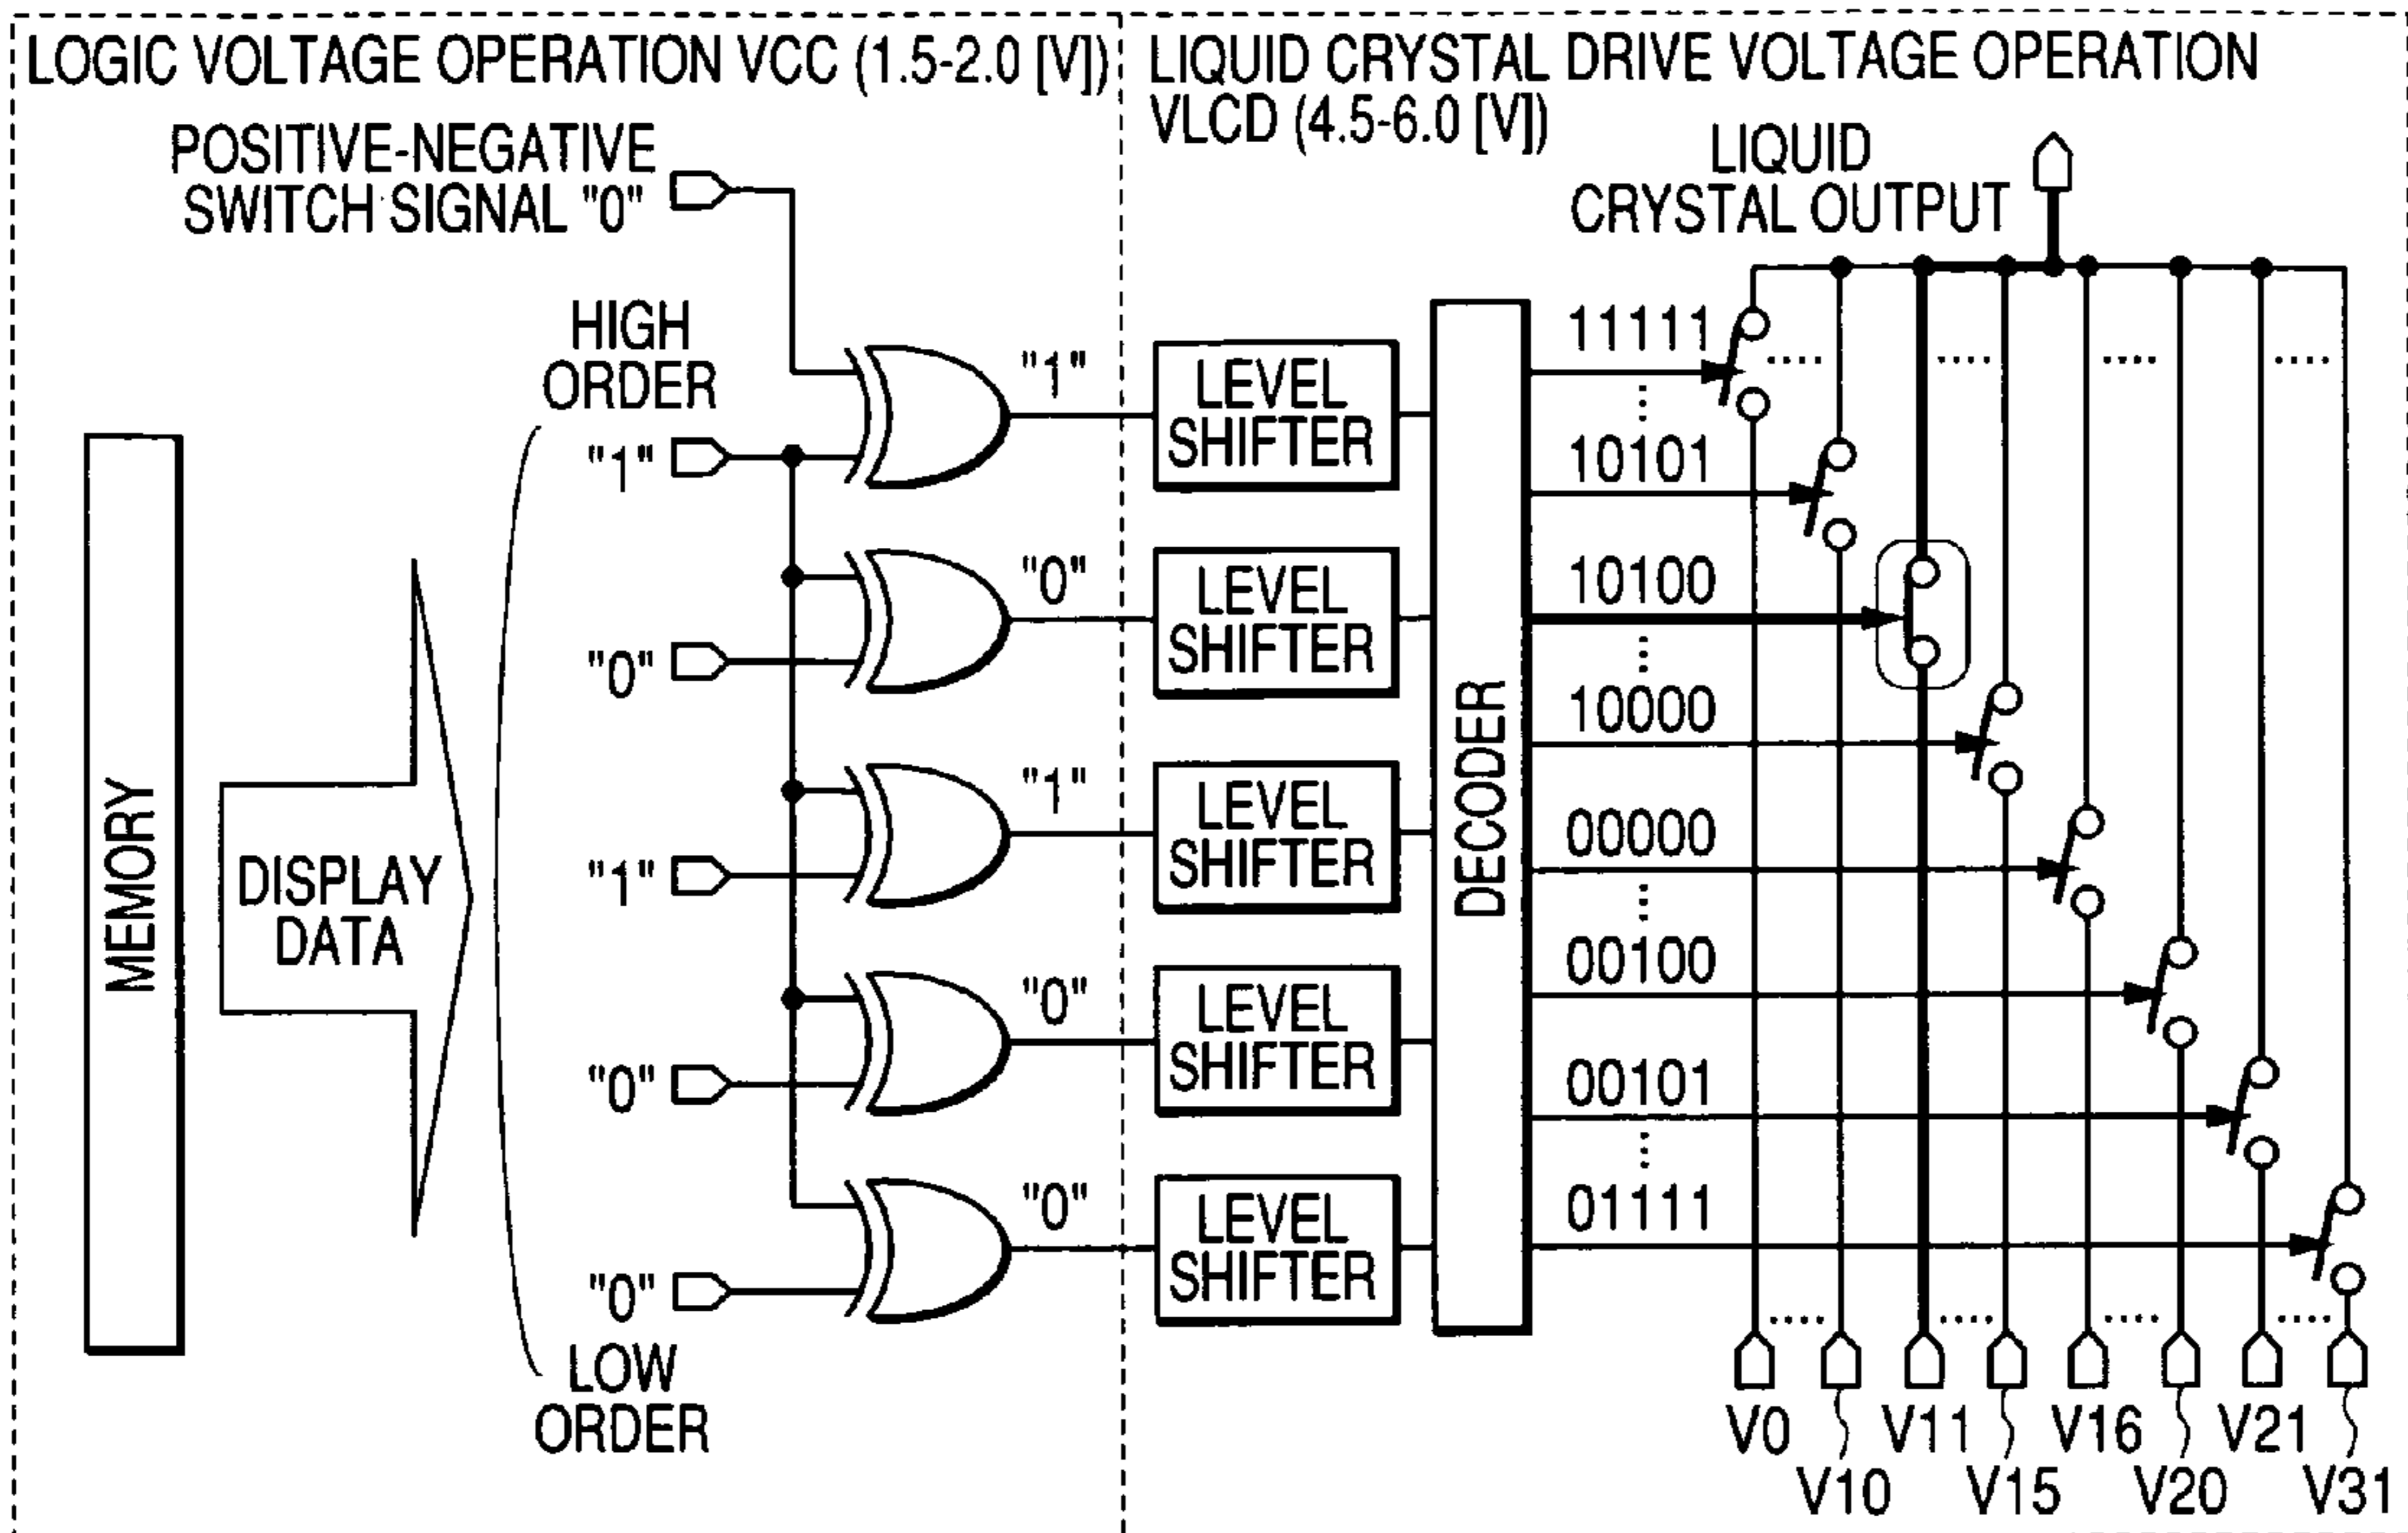 LOGIC VOLTAGE OPERATION VCC (1.5-2.0 [V])
LIQUID CRYSTAL DRIVE VOLTAGE OPERATION
VLCD (4.5-6.0 [V])
POSITIVE-NEGATIVE
SWITCH SIGNAL "0"
LIQUID
CRYSTAL OUTPUT
HIGH
ORDER
"1"
"0"
"1"
"0"
"0"
LOW
ORDER
MEMORY
DISPLAY
DATA
"1"
"0"
"1"
"0"
"0"
LEVEL
SHIFTER
LEVEL
SHIFTER
LEVEL
SHIFTER
LEVEL
SHIFTER
LEVEL
SHIFTER
DECODER
11111
10101
10100
10000
00000
00100
00101
01111
V0
V10
V11
V15
V16
V20
V21
V31